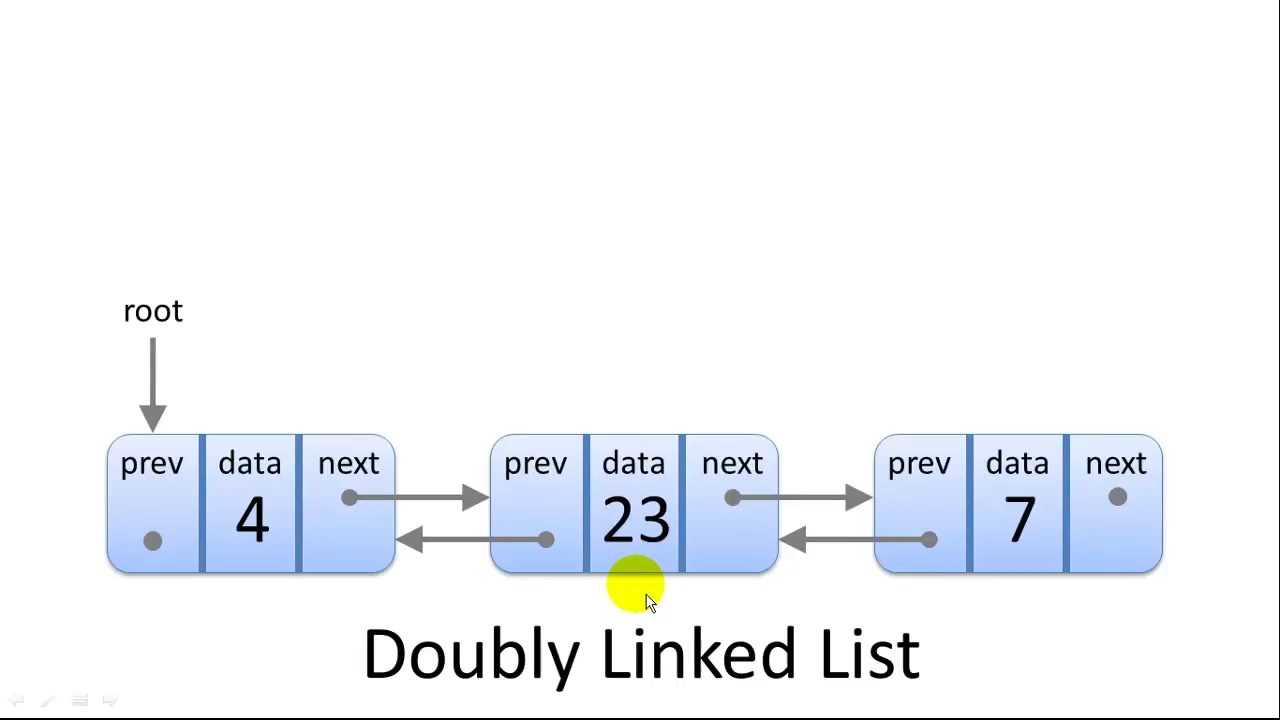 root
prev data next prev data next prev data next
4 23 7
Doubly Linked List